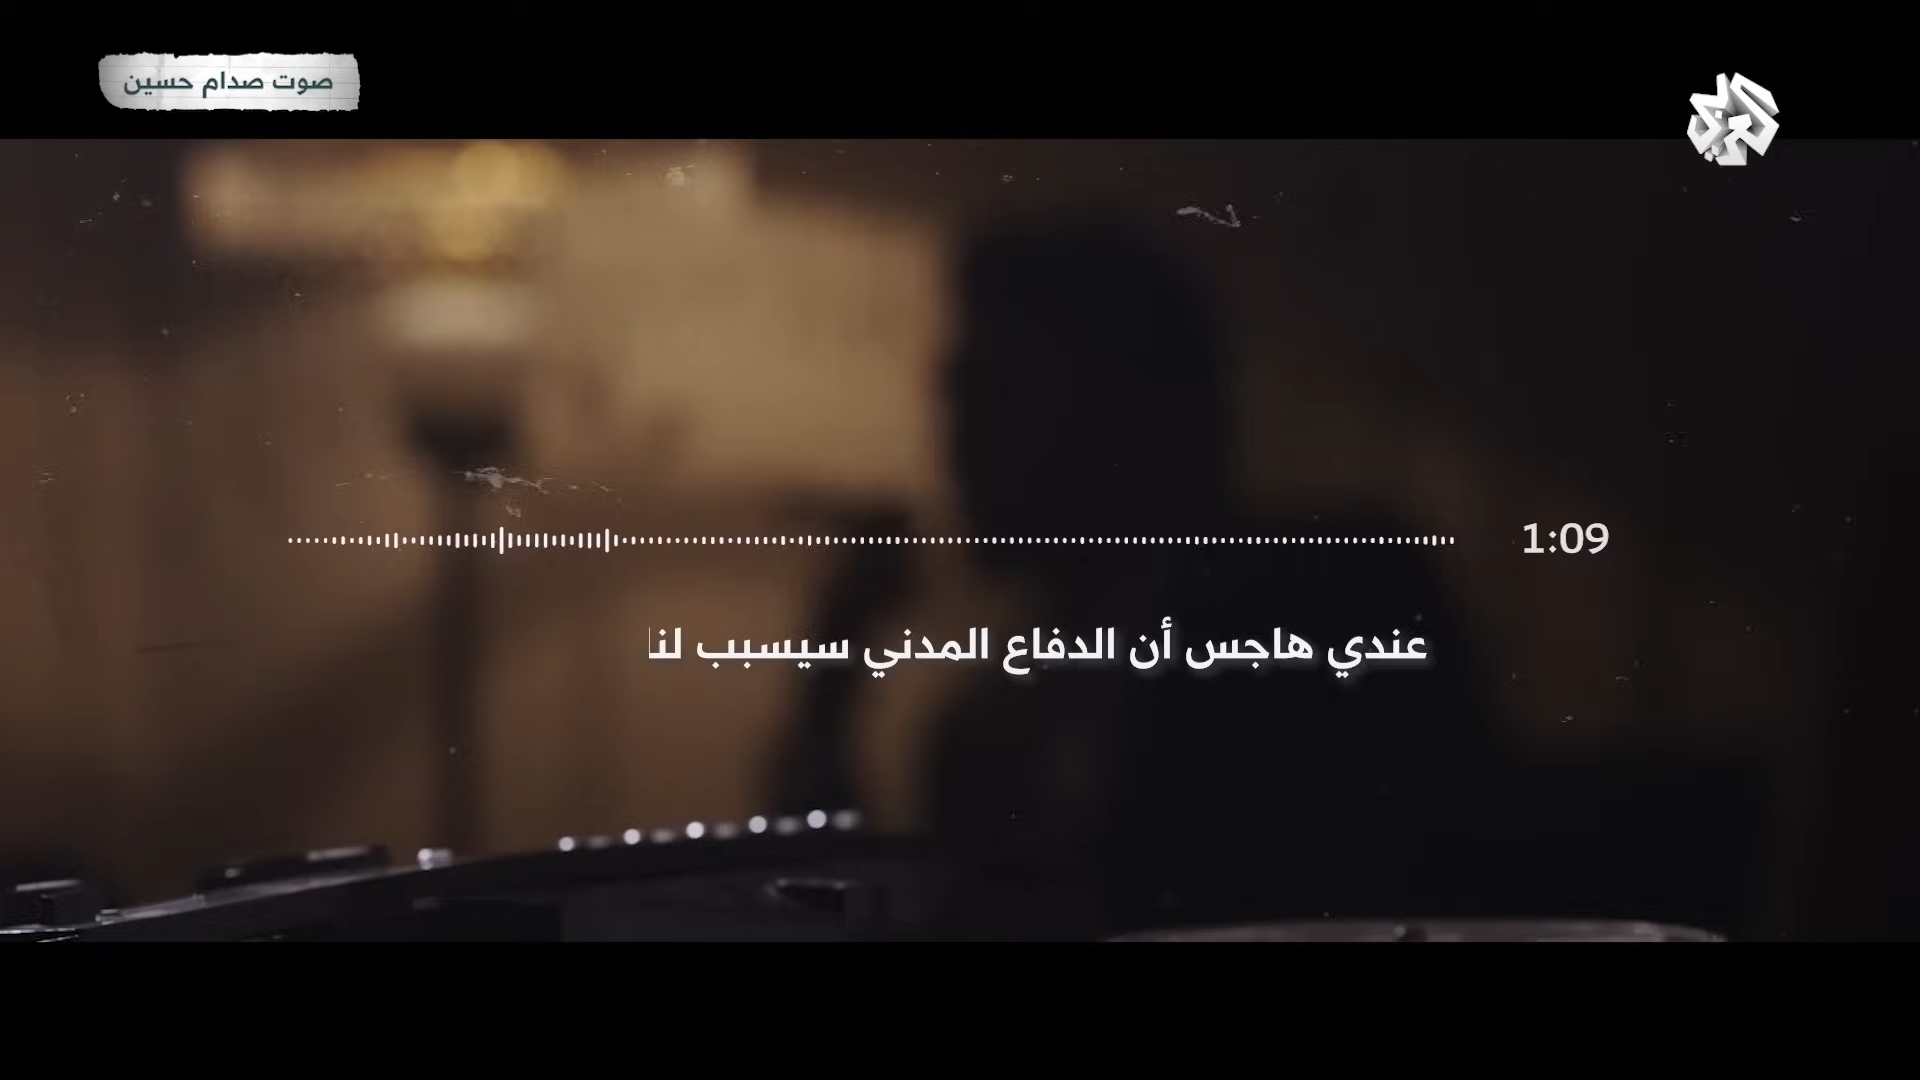 صوت صدام حسين
1:09
عندي هاجس أن الدفاع المدني سيسبب لنا